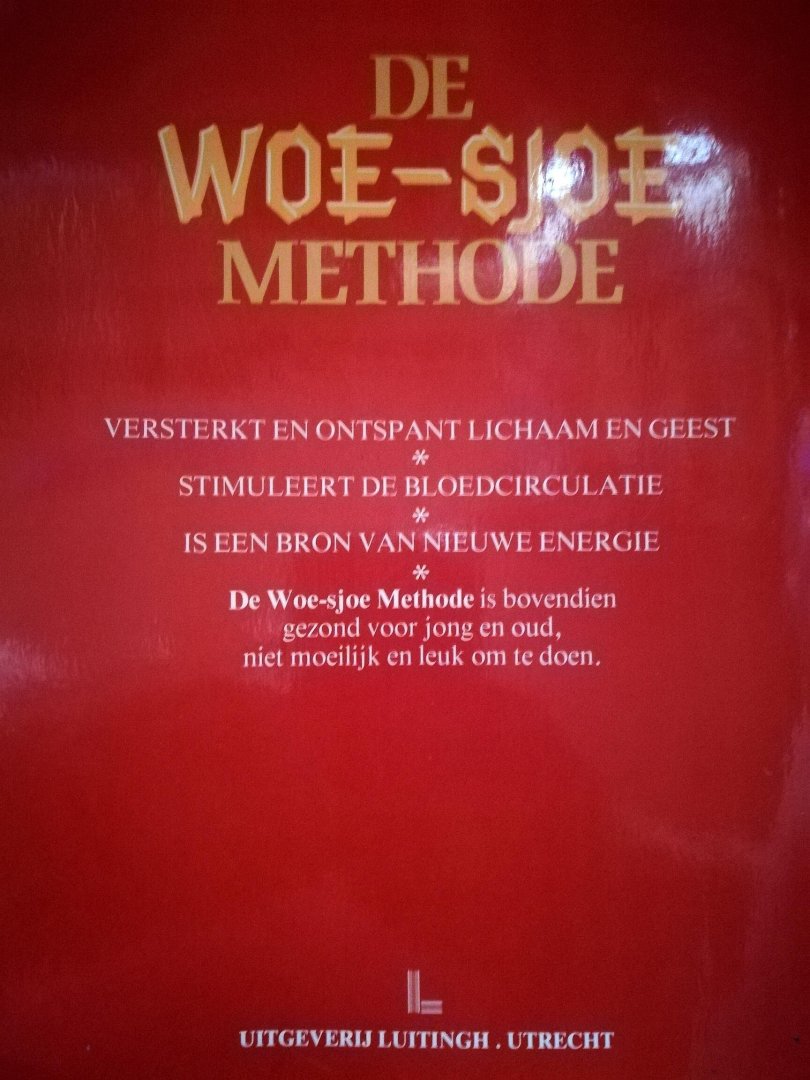 DE
WOE-SJOE
METHODE
VERSTERKT EN ONTSPANT LICHAAM EN GEEST
*
STIMULEERT DE BLOEDCIRCULATIE
*
IS EEN BRON VAN NIEUWE ENERGIE
*
De Woe-sjoe Methode is bovendien
gezond voor jong en oud,
niet moeilijk en leuk om te doen.
L
UITGEVERIJ LUITINGH . UTRECHT